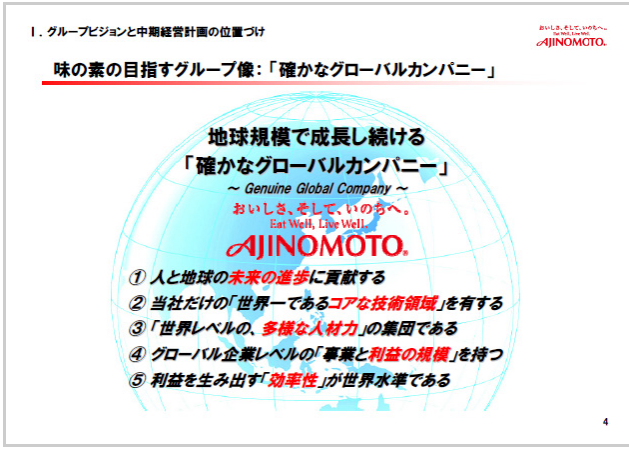 Ⅰ．グループビジョンと中期経営計画の位置づけ
おいしさ、そして、いのちへ。
Eat Well, Live Well.
AJINOMOTO®
味の素の目指すグループ像：「確かなグローバルカンパニー」
地球規模で成長し続ける
「確かなグローバルカンパニー」
～ Genuine Global Company ～
おいしさ、そして、いのちへ。
Eat Well, Live Well.
AJINOMOTO®
① 人と地球の未来の進歩に貢献する
② 当社だけの「世界一であるコアな技術領域」を有する
③ 「世界レベルの、多様な人材力」の集団である
④ グローバル企業レベルの「事業と利益の規模」を持つ
⑤ 利益を生み出す「効率性」が世界水準である
4